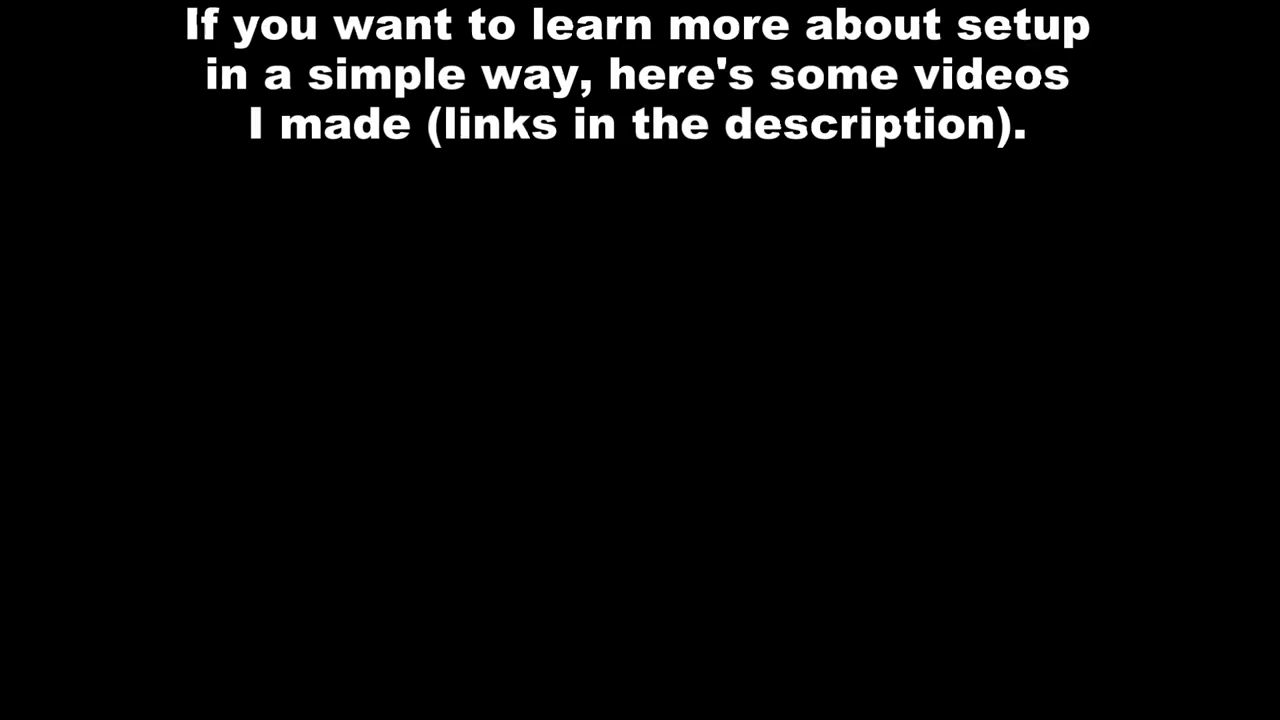 If you want to learn more about setup
in a simple way, here's some videos
I made (links in the description).